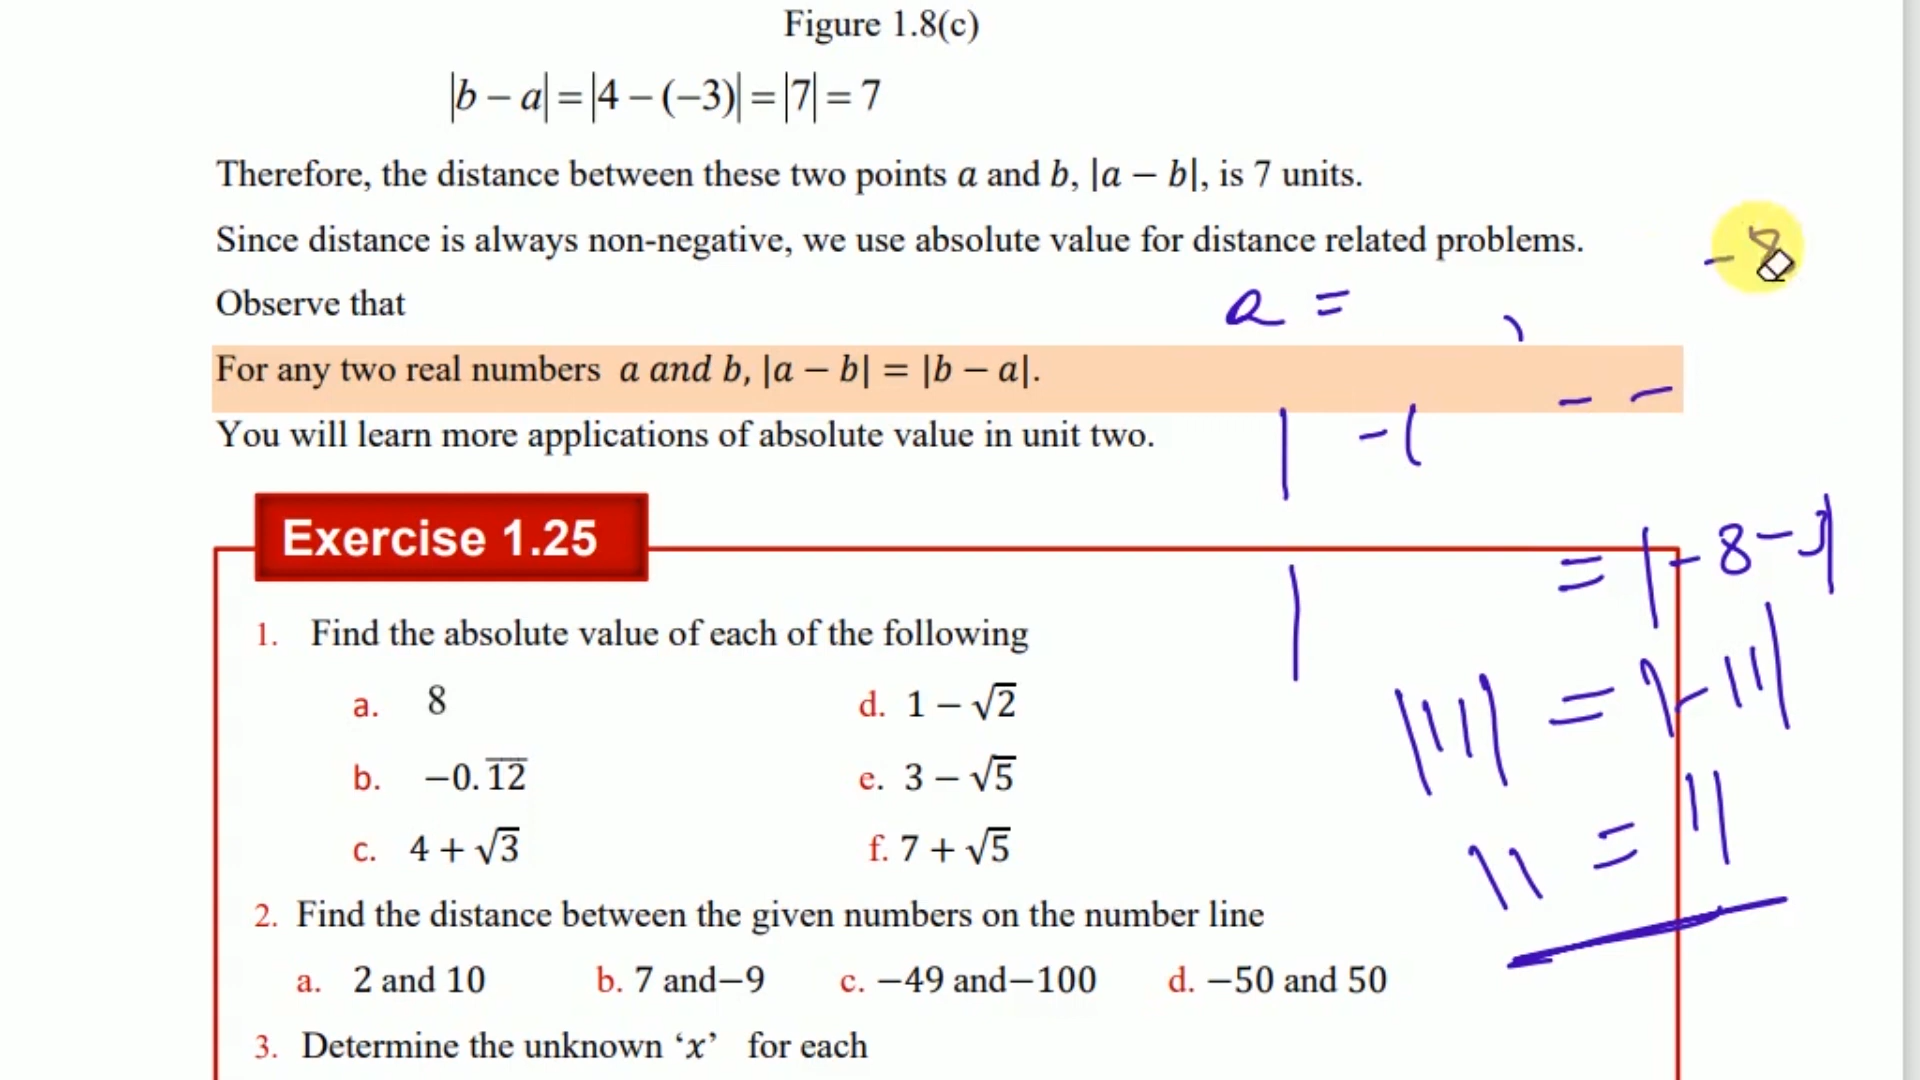 Figure 1.8(c)
|b − a| = |4 − (−3)| = |7| = 7
Therefore, the distance between these two points a and b, |a − b|, is 7 units.
Since distance is always non-negative, we use absolute value for distance related problems.
− 8
Observe that
a =
For any two real numbers a and b, |a − b| = |b − a|.
You will learn more applications of absolute value in unit two.
| − (
Exercise 1.25
= |−8−3|
1. Find the absolute value of each of the following
a. 8
d. 1 − √2
|11| = |−11|
b. −0.1̅2̅
e. 3 − √5
c. 4 + √3
f. 7 + √5
11 = 11
2. Find the distance between the given numbers on the number line
a. 2 and 10 b. 7 and−9 c. −49 and−100 d. −50 and 50
3. Determine the unknown ‘x’ for each